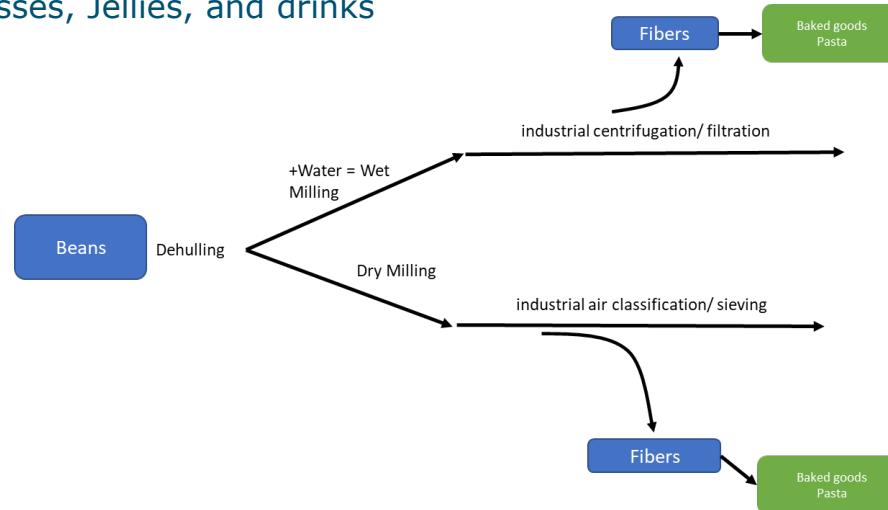 Jellies, and drinks
Fibers
Baked goods
Pasta
industrial centrifugation/ filtration
+Water = Wet
Milling
Beans
Dehulling
Dry Milling
industrial air classification/ sieving
Fibers
Baked goods
Pasta